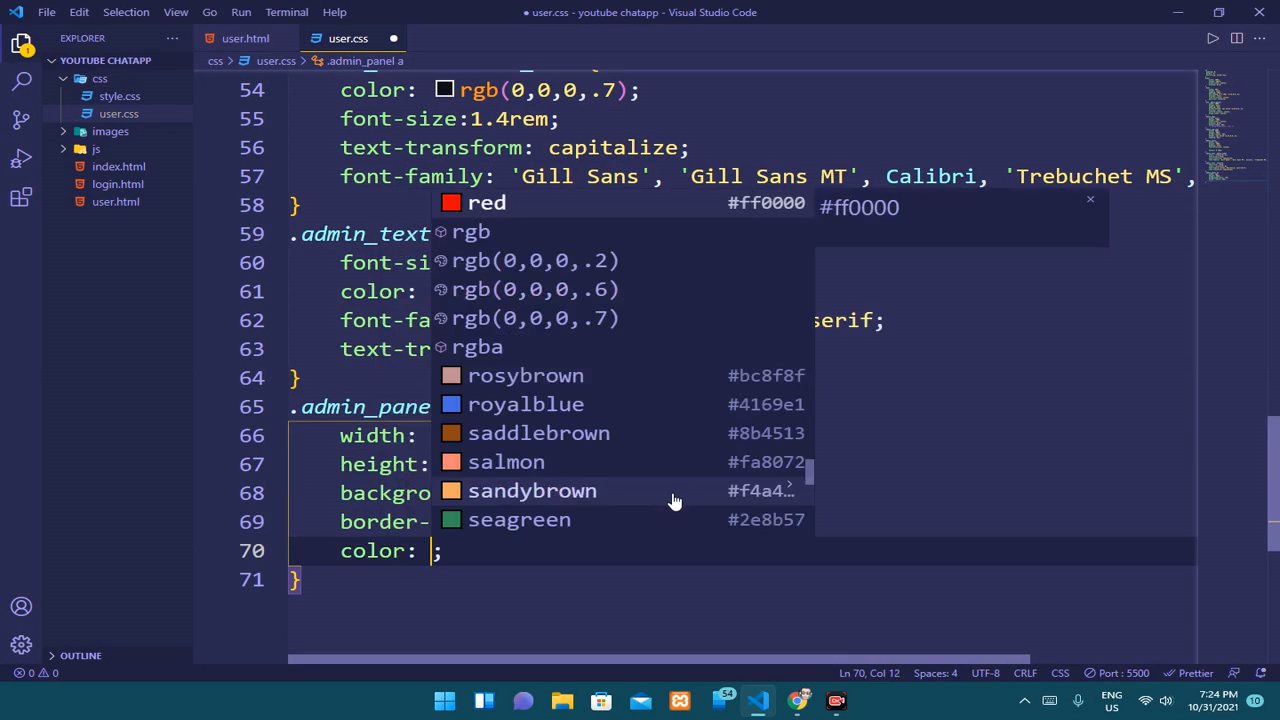 File Edit Selection View Go Run Terminal Help
● user.css - youtube chatapp - Visual Studio Code
EXPLORER
user.html
user.css
YOUTUBE CHATAPP
css > user.css > .admin_panel a
css
style.css
user.css
images
js
index.html
login.html
user.html
OUTLINE
54 color: rgb(0,0,0,.7);
55 font-size:1.4rem;
56 text-transform: capitalize;
57 font-family: 'Gill Sans', 'Gill Sans MT', Calibri, 'Trebuchet MS',
58 }
59 .admin_text
60 font-si
61 color:
62 font-fa serif;
63 text-tr
64 }
65 .admin_pane
66 width:
67 height:
68 backgro
69 border-
70 color: ;
71 }
red #ff0000
#ff0000
rgb
rgb(0,0,0,.2)
rgb(0,0,0,.6)
rgb(0,0,0,.7)
rgba
rosybrown #bc8f8f
royalblue #4169e1
saddlebrown #8b4513
salmon #fa8072
sandybrown #f4a4…
seagreen #2e8b57
0 0
Ln 70, Col 12 Spaces: 4 UTF-8 CRLF CSS Port : 5500 Prettier
1
54
ENG
US
7:24 PM
10/31/2021
10